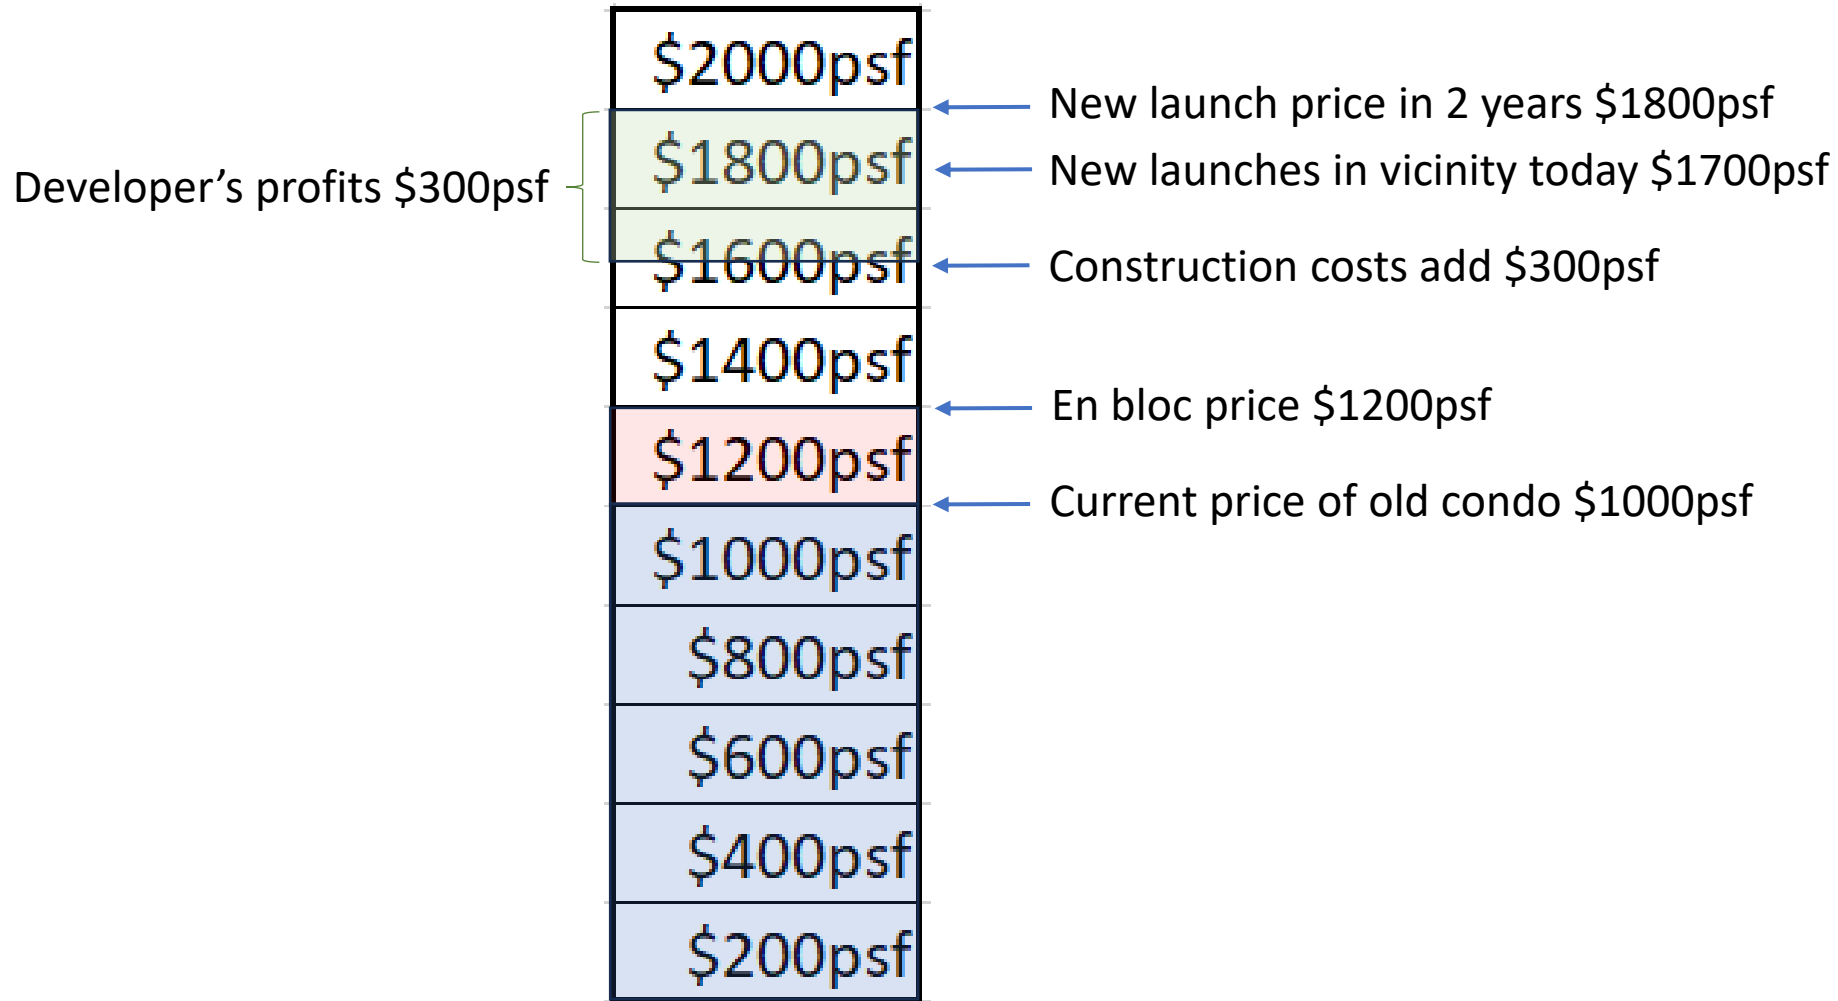 $2000psf
New launch price in 2 years $1800psf
$1800psf
New launches in vicinity today $1700psf
Developer’s profits $300psf
$1600psf
Construction costs add $300psf
$1400psf
En bloc price $1200psf
$1200psf
Current price of old condo $1000psf
$1000psf
$800psf
$600psf
$400psf
$200psf